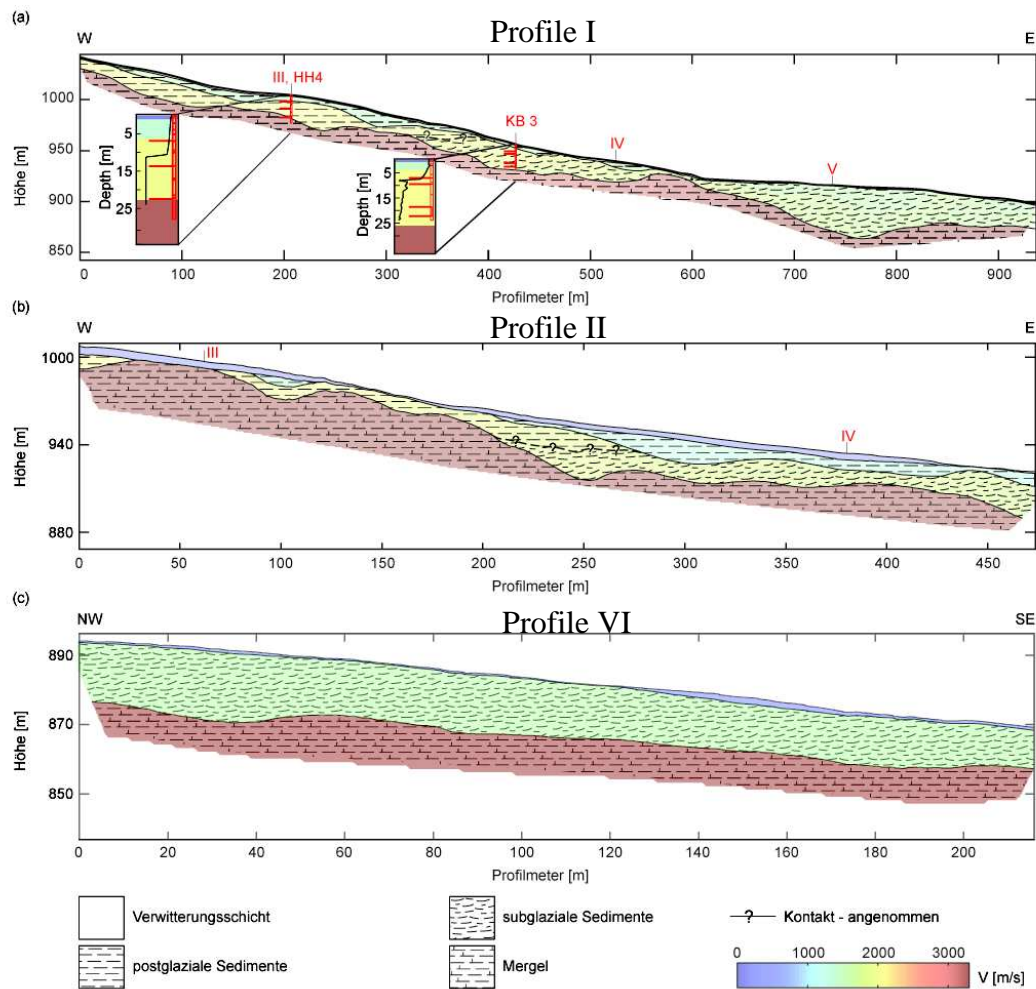 (a)
Profile I
W
E
III, HH4
KB 3
IV
V
1000
950
900
850
Höhe [m]
5
15
25
Depth [m]
5
15
25
Depth [m]
? ?
0 100 200 300 400 500 600 700 800 900
Profilmeter [m]
(b)
Profile II
W
E
III
IV
1000
940
880
Höhe [m]
? ? ? ?
0 50 100 150 200 250 300 350 400 450
Profilmeter [m]
(c)
Profile VI
NW
SE
890
870
850
Höhe [m]
0 20 40 60 80 100 120 140 160 180 200
Profilmeter [m]
Verwitterungsschicht
postglaziale Sedimente
subglaziale Sedimente
Mergel
? Kontakt - angenommen
0 1000 2000 3000
V [m/s]